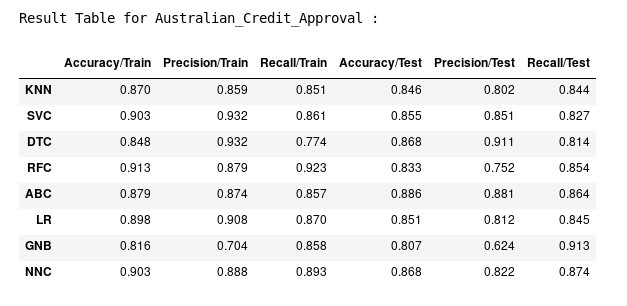 Result Table for Australian_Credit_Approval :
Accuracy/Train Precision/Train Recall/Train Accuracy/Test Precision/Test Recall/Test
KNN 0.870 0.859 0.851 0.846 0.802 0.844
SVC 0.903 0.932 0.861 0.855 0.851 0.827
DTC 0.848 0.932 0.774 0.868 0.911 0.814
RFC 0.913 0.879 0.923 0.833 0.752 0.854
ABC 0.879 0.874 0.857 0.886 0.881 0.864
LR 0.898 0.908 0.870 0.851 0.812 0.845
GNB 0.816 0.704 0.858 0.807 0.624 0.913
NNC 0.903 0.888 0.893 0.868 0.822 0.874